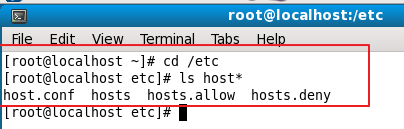 root@localhost:/etc
File Edit View Terminal Tabs Help
[root@localhost ~]# cd /etc
[root@localhost etc]# ls host*
host.conf hosts hosts.allow hosts.deny
[root@localhost etc]#